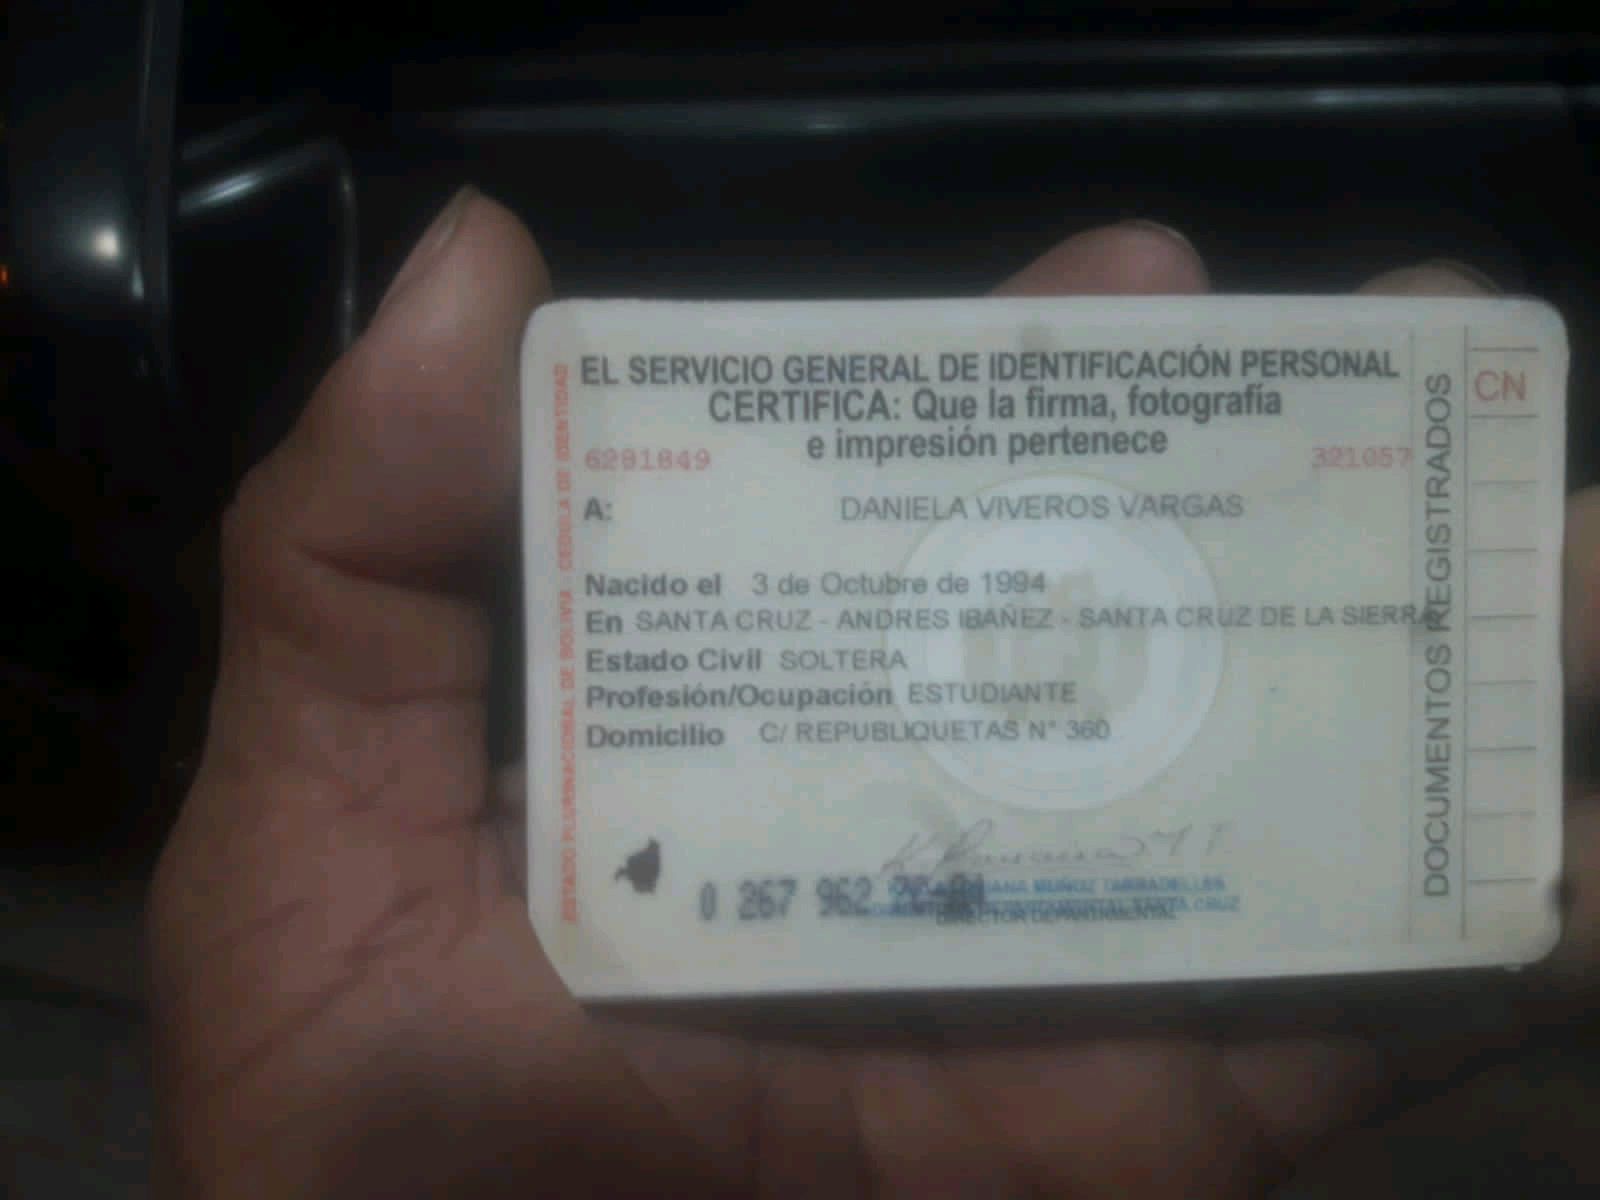 EL SERVICIO GENERAL DE IDENTIFICACIÓN PERSONAL
CERTIFICA: Que la firma, fotografía
e impresión pertenece
6281849
321057
A: DANIELA VIVEROS VARGAS
Nacido el 3 de Octubre de 1994
En SANTA CRUZ - ANDRES IBAÑEZ - SANTA CRUZ DE LA SIERRA
Estado Civil SOLTERA
Profesión/Ocupación ESTUDIANTE
Domicilio C/ REPUBLIQUETAS N° 360
0 267 962
MUÑOZ TARRADELLES
DEPARTAMENTAL SANTA CRUZ
DIRECTOR DEPARTAMENTAL
ESTADO PLURINACIONAL DE BOLIVIA - CEDULA DE IDENTIDAD
DOCUMENTOS REGISTRADOS
CN